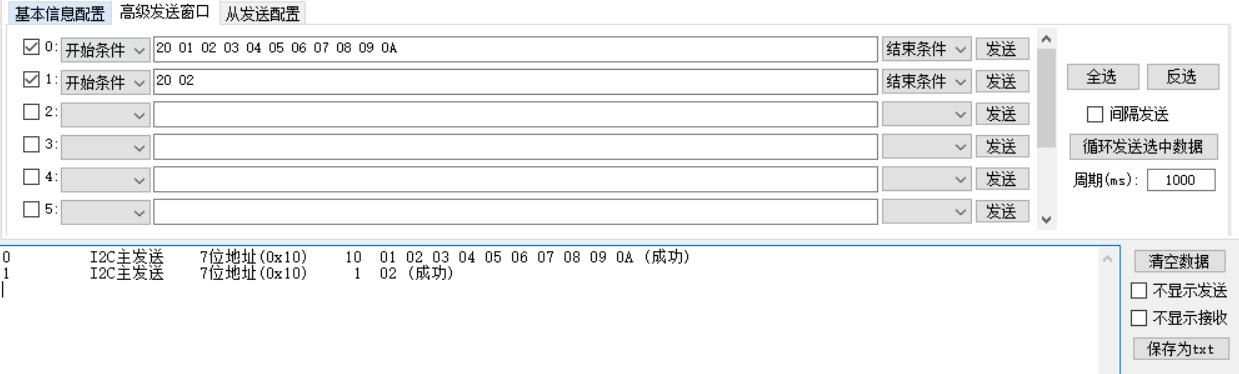 基本信息配置 高级发送窗口 从发送配置
0: 开始条件 20 01 02 03 04 05 06 07 08 09 0A 结束条件 发送
1: 开始条件 20 02 结束条件 发送 全选 反选
2: 发送 间隔发送
3: 发送 循环发送选中数据
4: 发送 周期(ms): 1000
5: 发送
0 I2C主发送 7位地址(0x10) 10 01 02 03 04 05 06 07 08 09 0A (成功) 清空数据
1 I2C主发送 7位地址(0x10) 1 02 (成功)
不显示发送
不显示接收
保存为txt